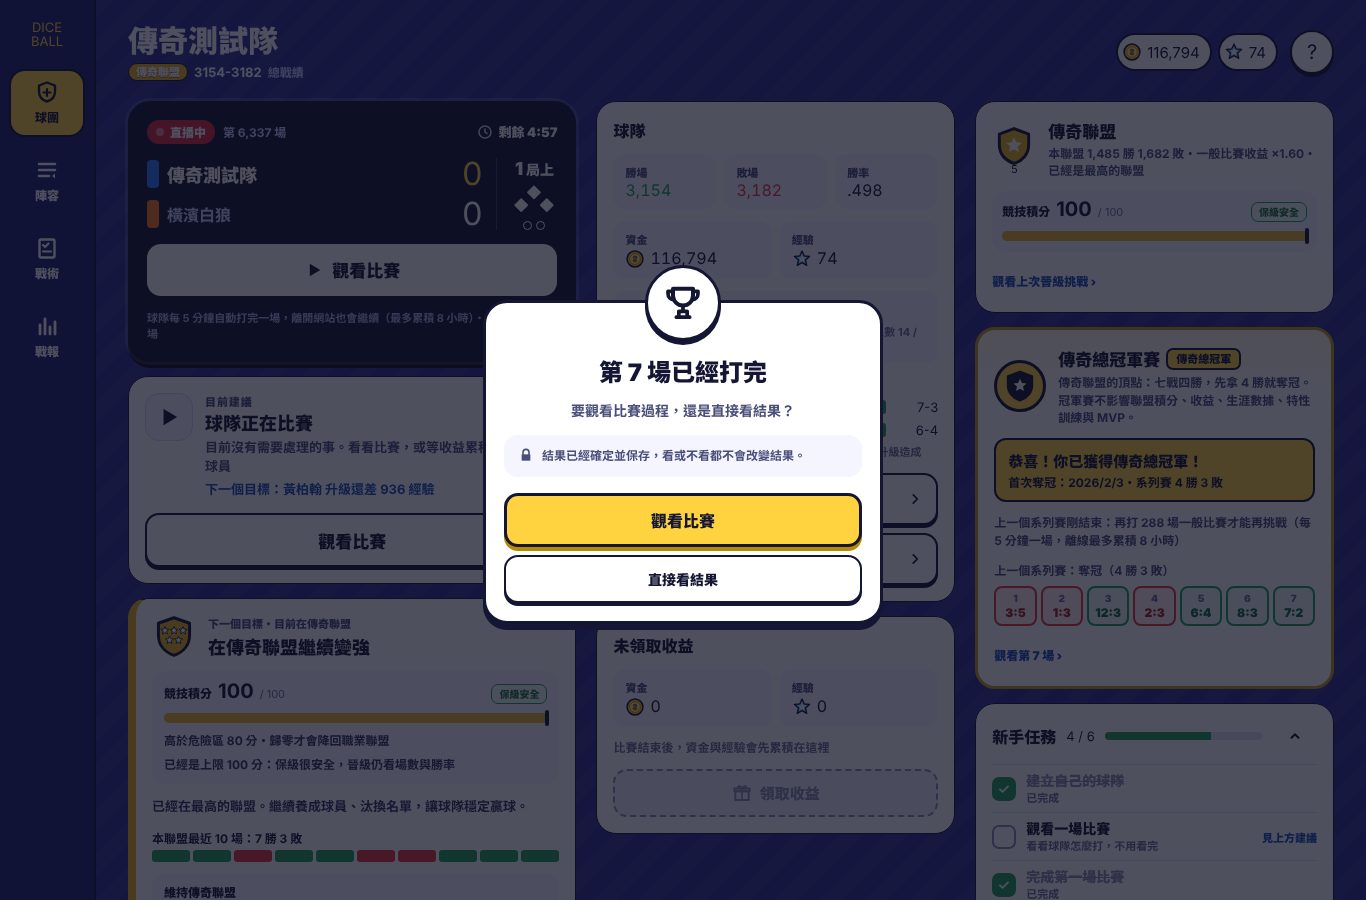 DICE
BALL
球團
陣容
戰術
戰報
傳奇測試隊
傳奇聯盟 3154-3182 總戰績
116,794
74
?
直播中 第 6,337 場 剩餘 4:57
傳奇測試隊 0
橫濱白狼 0
1局上
觀看比賽
球隊每 5 分鐘自動打完一場，離開網站也會繼續（最多累積 8 小時）·
場
目前建議
球隊正在比賽
目前沒有需要處理的事。看看比賽，或等收益累
球員
下一個目標：黃柏翰 升級還差 936 經驗
觀看比賽
下一個目標・目前在傳奇聯盟
在傳奇聯盟繼續變強
競技積分 100 / 100 保級安全
高於危險區 80 分・歸零才會降回職業聯盟
已經是上限 100 分：保級很安全，晉級仍看場數與勝率
已經在最高的聯盟。繼續養成球員、汰換名單，讓球隊穩定贏球。
本聯盟最近 10 場：7 勝 3 敗
維持傳奇聯盟
球隊
勝場
3,154
敗場
3,182
勝率
.498
資金
116,794
經驗
74
數 14 /
7-3
6-4
升級造成
第 7 場已經打完
要觀看比賽過程，還是直接看結果？
結果已經確定並保存，看或不看都不會改變結果。
觀看比賽
直接看結果
未領取收益
資金
0
經驗
0
比賽結束後，資金與經驗會先累積在這裡
領取收益
5
傳奇聯盟
本聯盟 1,485 勝 1,682 敗・一般比賽收益 ×1.60・
已經是最高的聯盟
競技積分 100 / 100 保級安全
觀看上次晉級挑戰 ›
傳奇總冠軍賽 傳奇總冠軍
傳奇聯盟的頂點：七戰四勝，先拿 4 勝就奪冠。
冠軍賽不影響聯盟積分、收益、生涯數據、特性
訓練與 MVP。
恭喜！你已獲得傳奇總冠軍！
首次奪冠：2026/2/3・系列賽 4 勝 3 敗
上一個系列賽剛結束：再打 288 場一般比賽才能再挑戰（每
5 分鐘一場，離線最多累積 8 小時）
上一個系列賽：奪冠（4 勝 3 敗）
1 2 3 4 5 6 7
3:5 1:3 12:3 2:3 6:4 8:3 7:2
觀看第 7 場 ›
新手任務 4 / 6
建立自己的球隊
已完成
觀看一場比賽
看看球隊怎麼打，不用看完
見上方建議
完成第一場比賽
已完成